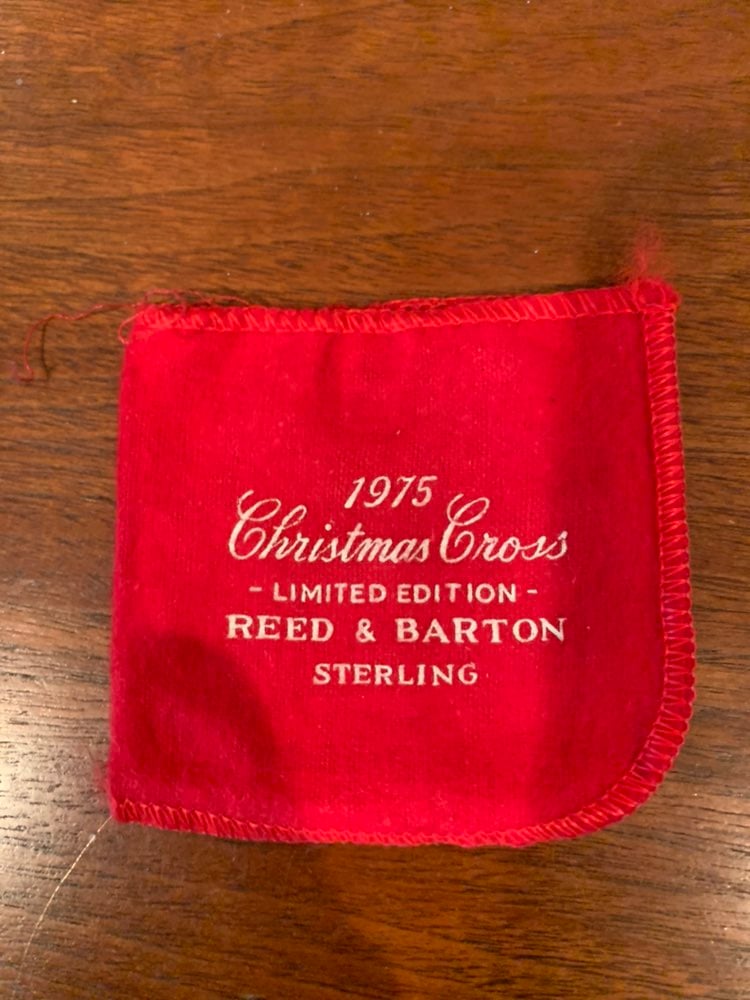 1975
Christmas Cross
- LIMITED EDITION -
REED & BARTON
STERLING